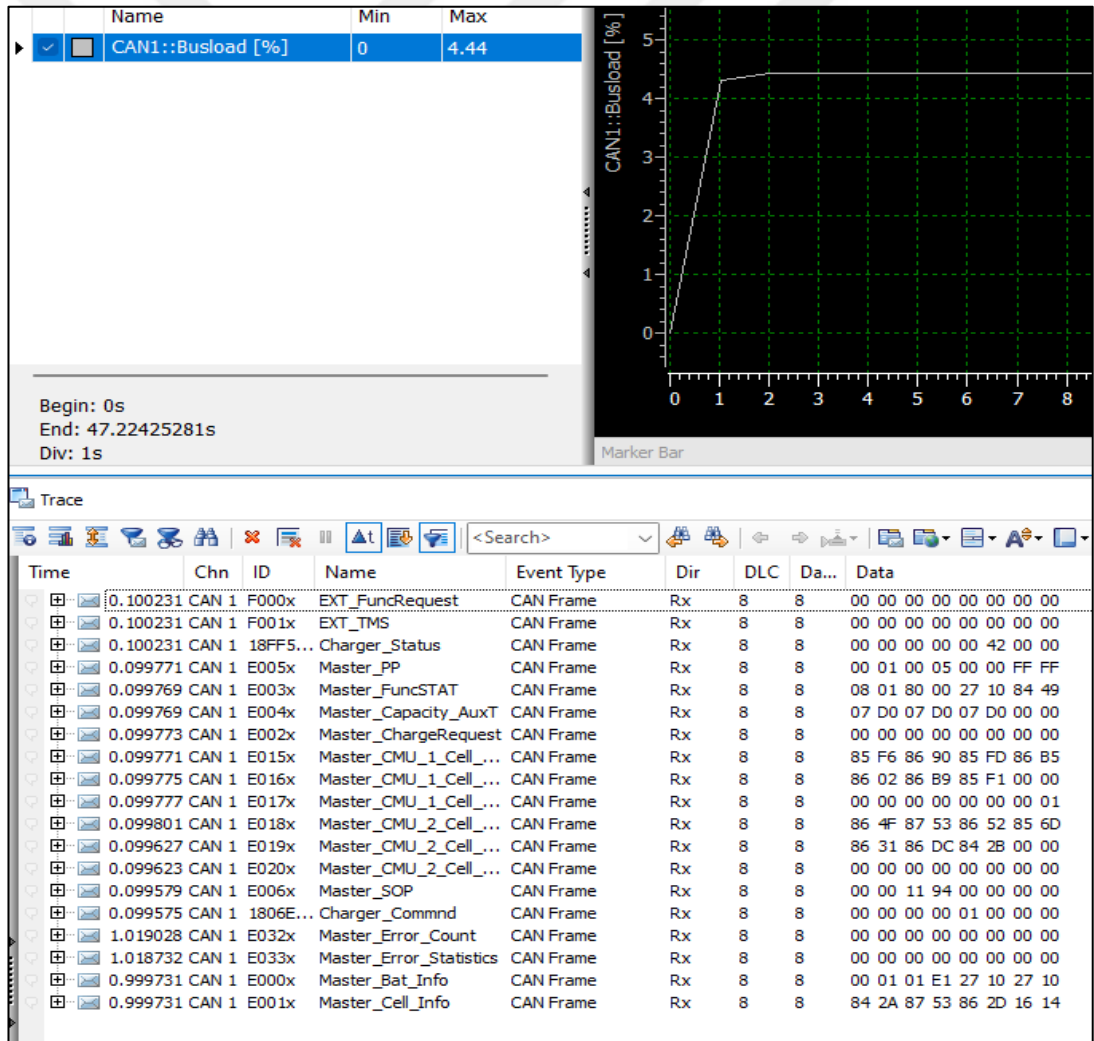 Name Min Max
CAN1::Busload [%] 0 4.44
CAN1::Busload [%]
5
4
3
2
1
0
0 1 2 3 4 5 6 7 8
Begin: 0s
End: 47.22425281s
Div: 1s
Marker Bar
Trace
Δt <Search>
Time Chn ID Name Event Type Dir DLC Da... Data
0.100231 CAN 1 F000x EXT_FuncRequest CAN Frame Rx 8 8 00 00 00 00 00 00 00 00
0.100231 CAN 1 F001x EXT_TMS CAN Frame Rx 8 8 00 00 00 00 00 00 00 00
0.100231 CAN 1 18FF5... Charger_Status CAN Frame Rx 8 8 00 00 00 00 00 42 00 00
0.099771 CAN 1 E005x Master_PP CAN Frame Rx 8 8 00 01 00 05 00 00 FF FF
0.099769 CAN 1 E003x Master_FuncSTAT CAN Frame Rx 8 8 08 01 80 00 27 10 84 49
0.099769 CAN 1 E004x Master_Capacity_AuxT CAN Frame Rx 8 8 07 D0 07 D0 07 D0 00 00
0.099773 CAN 1 E002x Master_ChargeRequest CAN Frame Rx 8 8 00 00 00 00 00 00 00 00
0.099771 CAN 1 E015x Master_CMU_1_Cell_... CAN Frame Rx 8 8 85 F6 86 90 85 FD 86 B5
0.099775 CAN 1 E016x Master_CMU_1_Cell_... CAN Frame Rx 8 8 86 02 86 B9 85 F1 00 00
0.099777 CAN 1 E017x Master_CMU_1_Cell_... CAN Frame Rx 8 8 00 00 00 00 00 00 00 01
0.099801 CAN 1 E018x Master_CMU_2_Cell_... CAN Frame Rx 8 8 86 4F 87 53 86 52 85 6D
0.099627 CAN 1 E019x Master_CMU_2_Cell_... CAN Frame Rx 8 8 86 31 86 DC 84 2B 00 00
0.099623 CAN 1 E020x Master_CMU_2_Cell_... CAN Frame Rx 8 8 00 00 00 00 00 00 00 00
0.099579 CAN 1 E006x Master_SOP CAN Frame Rx 8 8 00 00 11 94 00 00 00 00
0.099575 CAN 1 1806E... Charger_Commnd CAN Frame Rx 8 8 00 00 00 00 01 00 00 00
1.019028 CAN 1 E032x Master_Error_Count CAN Frame Rx 8 8 00 00 00 00 00 00 00 00
1.018732 CAN 1 E033x Master_Error_Statistics CAN Frame Rx 8 8 00 00 00 00 00 00 00 00
0.999731 CAN 1 E000x Master_Bat_Info CAN Frame Rx 8 8 00 01 01 E1 27 10 27 10
0.999731 CAN 1 E001x Master_Cell_Info CAN Frame Rx 8 8 84 2A 87 53 86 2D 16 14